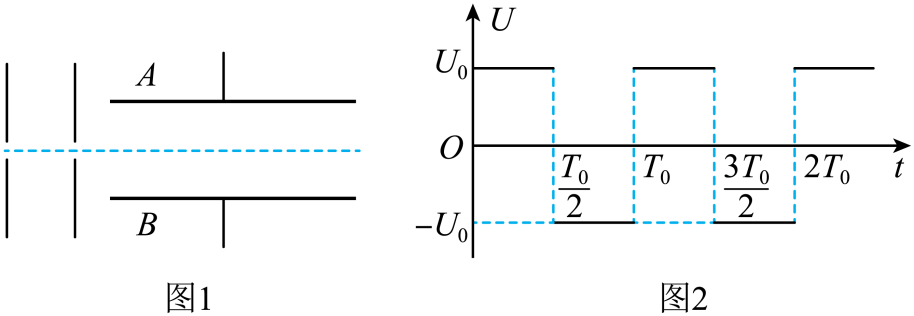 A
B
图1
U
U₀
O
T₀/2
T₀
3T₀/2
2T₀
t
-U₀
图2